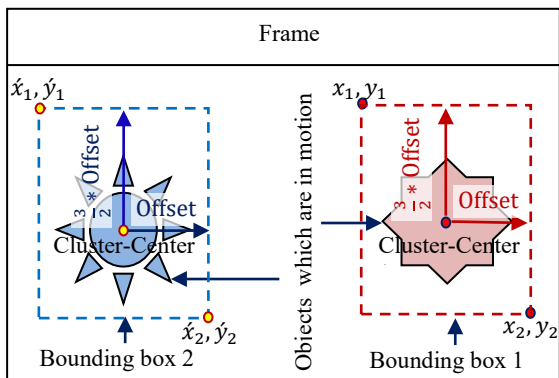 Frame
x́₁, ý₁
x₁, y₁
3/2 * Offset
Offset
Cluster-Center
Objects which are in motion
3/2 * Offset
Offset
Cluster-Center
x́₂, ý₂
x₂, y₂
Bounding box 2
Bounding box 1